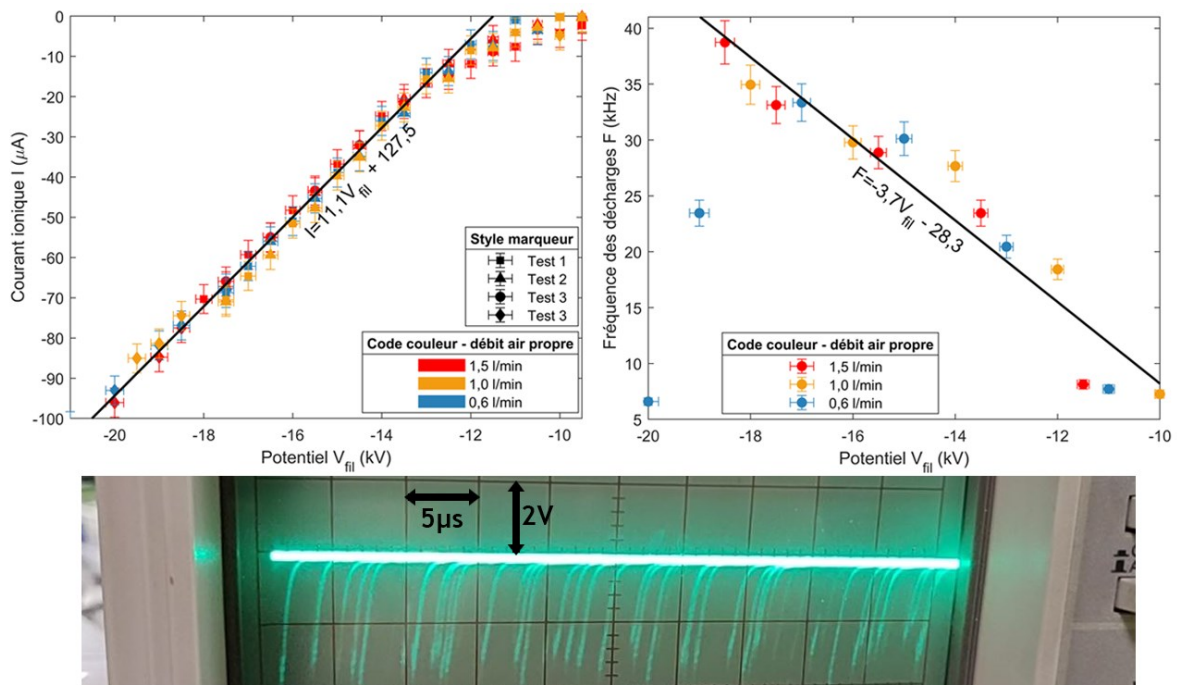 Courant ionique I (µA)
0
-10
-20
-30
-40
-50
-60
-70
-80
-90
-100
-20
-18
-16
-14
-12
-10
Potentiel V_fil (kV)
I=11,1V_fil + 127,5
Style marqueur
Test 1
Test 2
Test 3
Test 3
Code couleur - débit air propre
1,5 l/min
1,0 l/min
0,6 l/min
Fréquence des décharges F (kHz)
40
35
30
25
20
15
10
5
-20
-18
-16
-14
-12
-10
Potentiel V_fil (kV)
F=-3,7V_fil - 28,3
Code couleur - débit air propre
1,5 l/min
1,0 l/min
0,6 l/min
5µs
2V